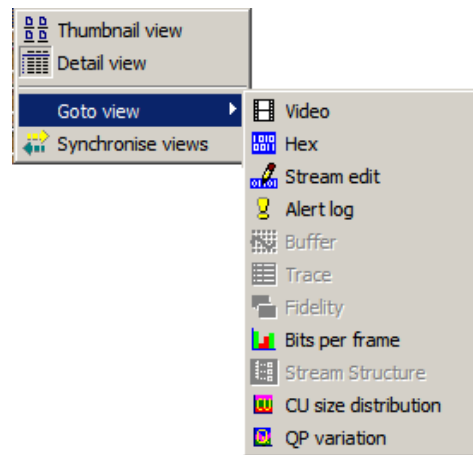 Thumbnail view
Detail view
Goto view
Synchronise views
Video
Hex
Stream edit
Alert log
Buffer
Trace
Fidelity
Bits per frame
Stream Structure
CU size distribution
QP variation